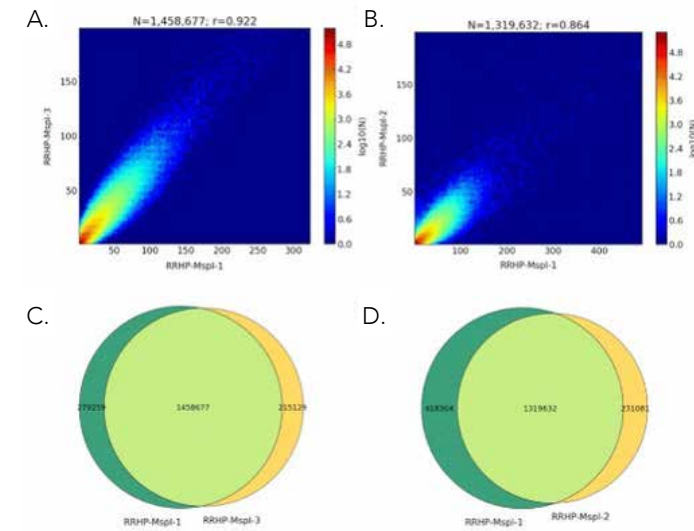 A.
N=1,458,677; r=0.922
RRHP-MspI-3
150
100
50
50 100 150 200 250 300
RRHP-MspI-1
4.8
4.2
3.6
3.0
2.4
1.8
1.2
0.6
0.0
log10(N)
B.
N=1,319,632; r=0.864
RRHP-MspI-2
150
100
50
100 200 300 400
RRHP-MspI-1
4.8
4.2
3.6
3.0
2.4
1.8
1.2
0.6
0.0
log10(N)
C.
279259 1458677 215129
RRHP-MspI-1 RRHP-MspI-3
D.
418304 1319632 231081
RRHP-MspI-1 RRHP-MspI-2